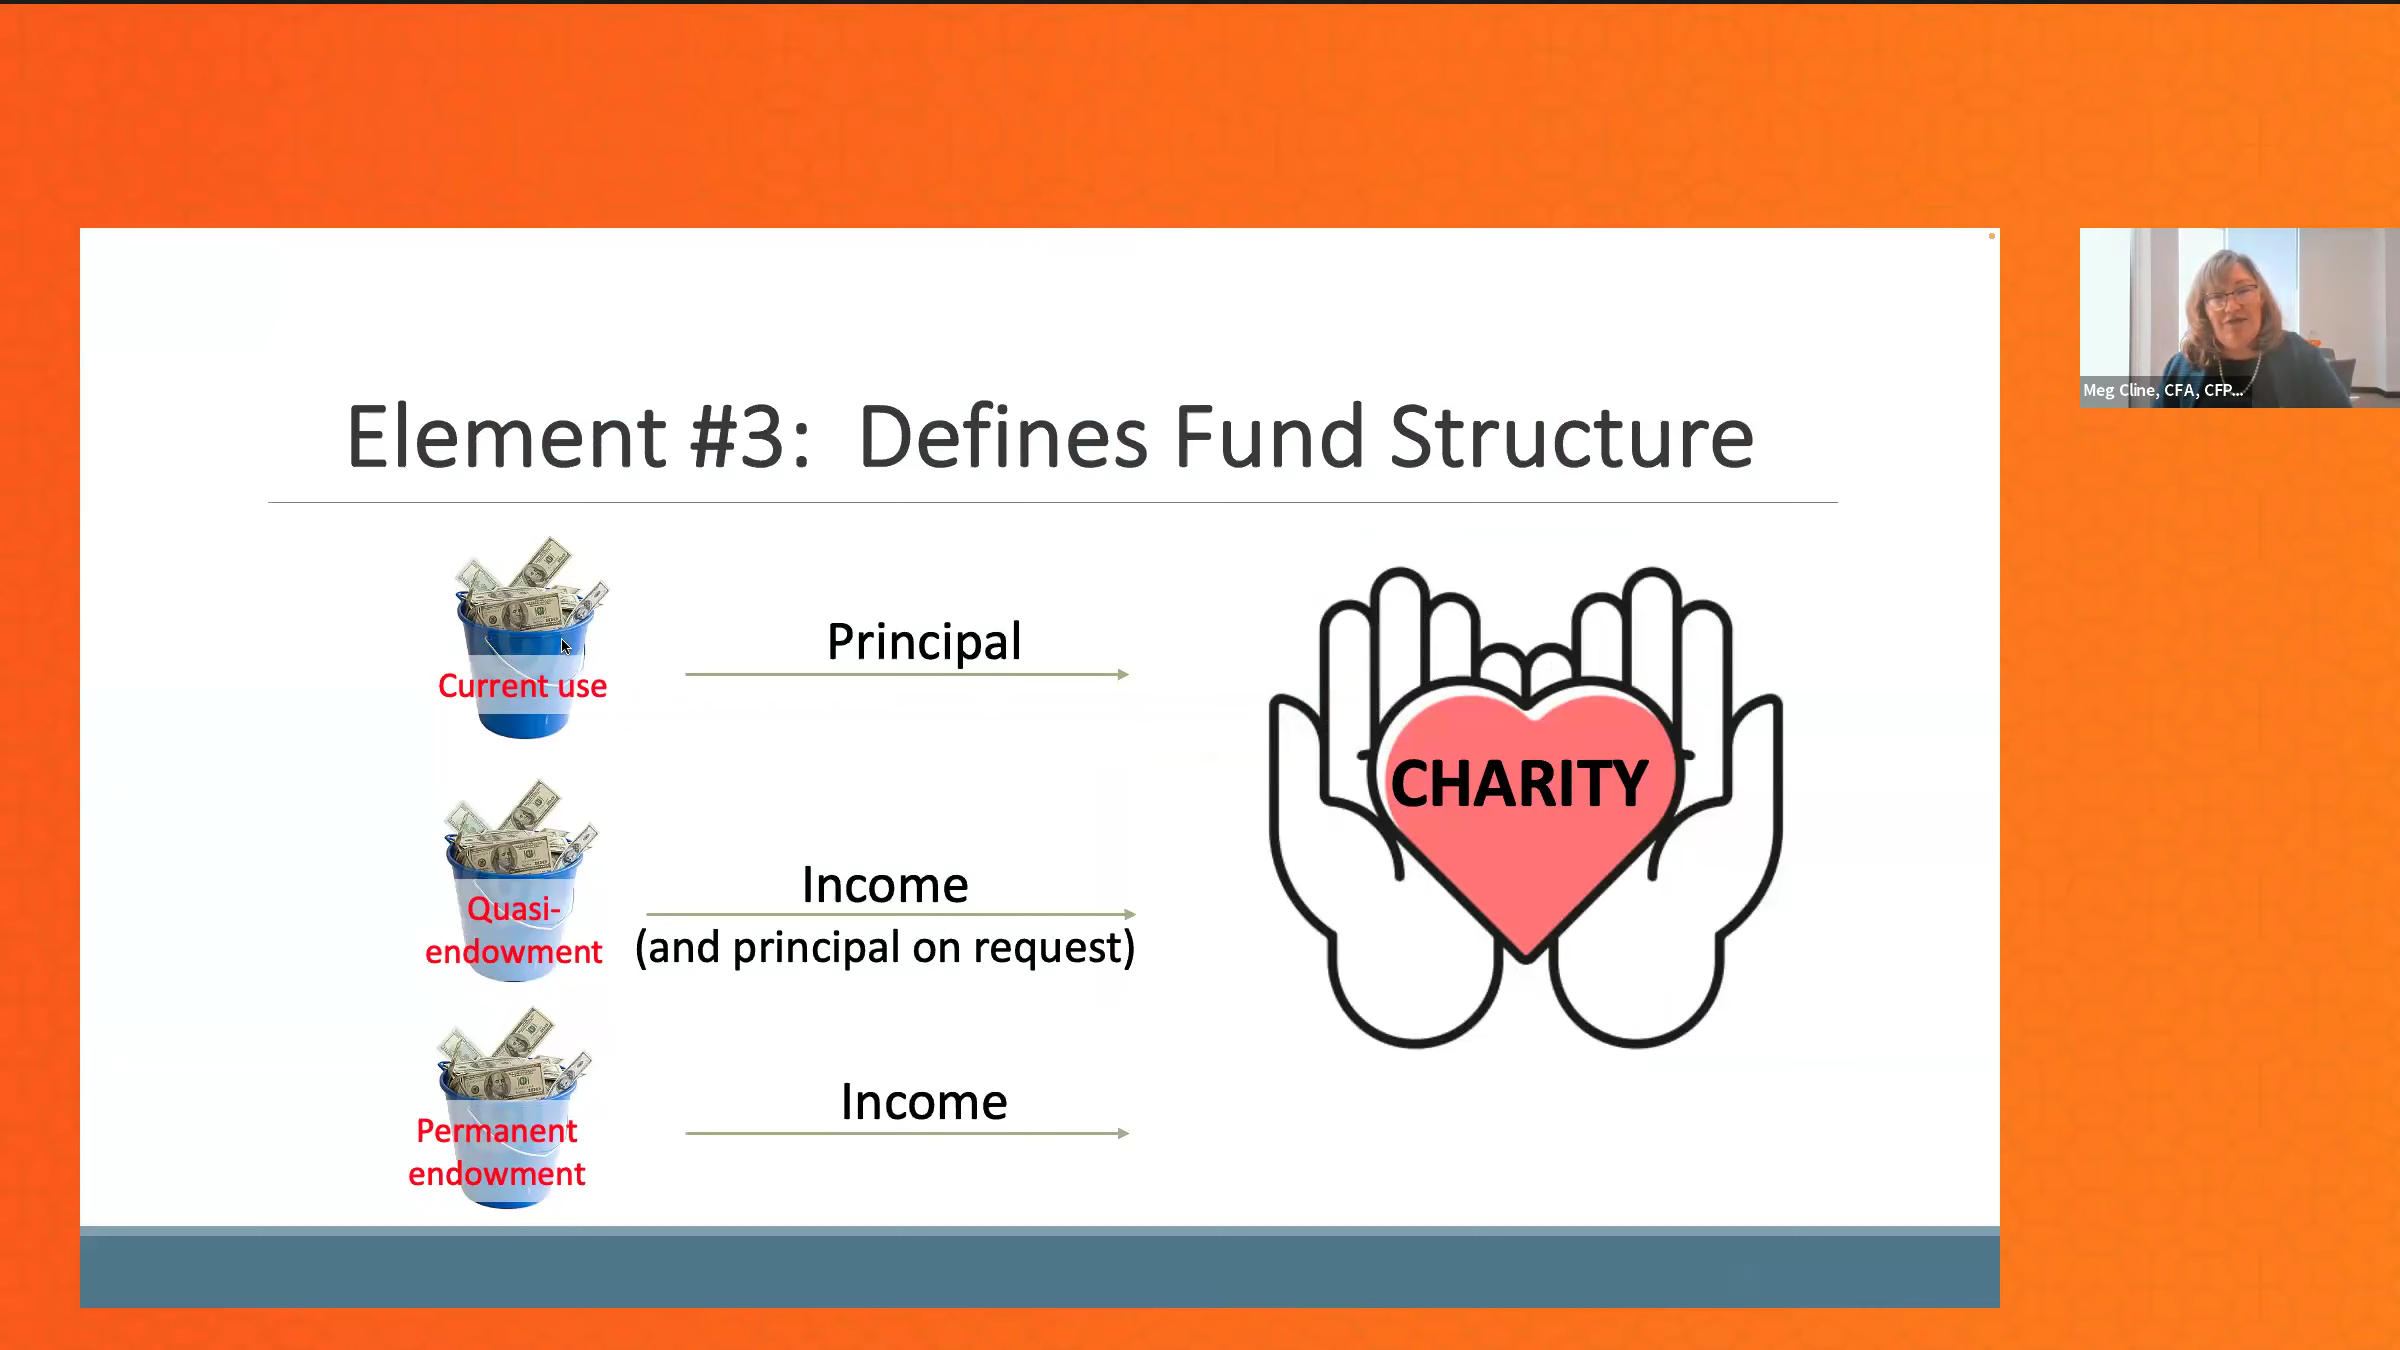 Element #3: Defines Fund Structure
Current use
Principal
Quasi-
endowment
Income
(and principal on request)
Permanent
endowment
Income
CHARITY
Meg Cline, CFA, CFP...